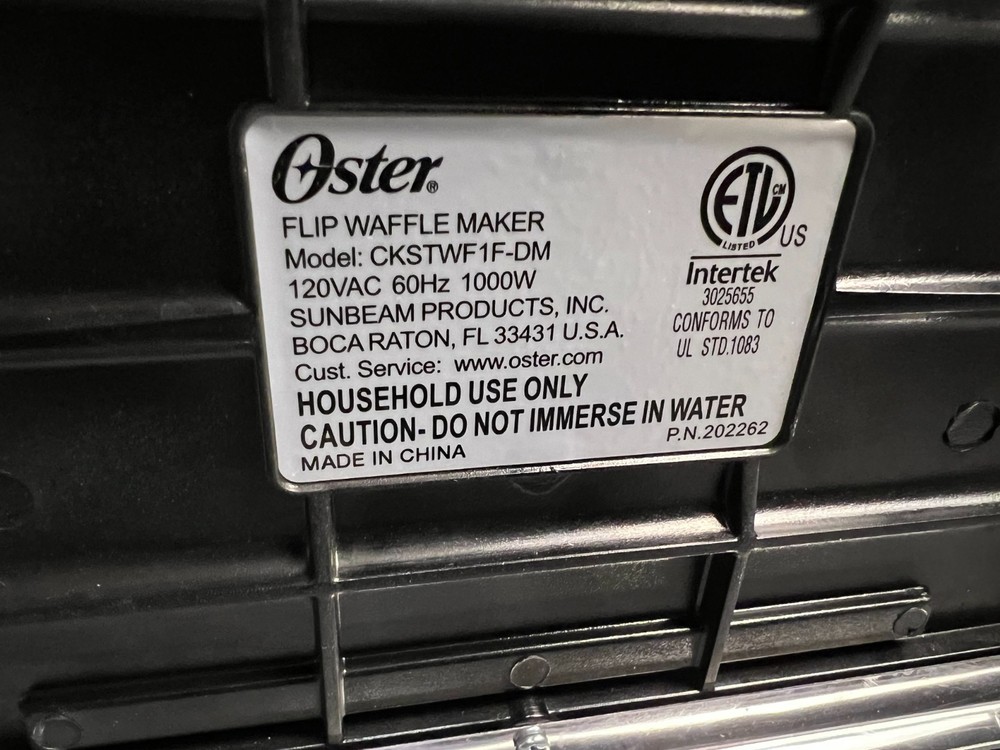 Oster®
FLIP WAFFLE MAKER
Model: CKSTWF1F-DM
120VAC 60Hz 1000W
SUNBEAM PRODUCTS, INC.
BOCA RATON, FL 33431 U.S.A.
Cust. Service: www.oster.com
HOUSEHOLD USE ONLY
CAUTION- DO NOT IMMERSE IN WATER
MADE IN CHINA
ETL CM
LISTED US
Intertek
3025655
CONFORMS TO
UL STD.1083
P.N.202262